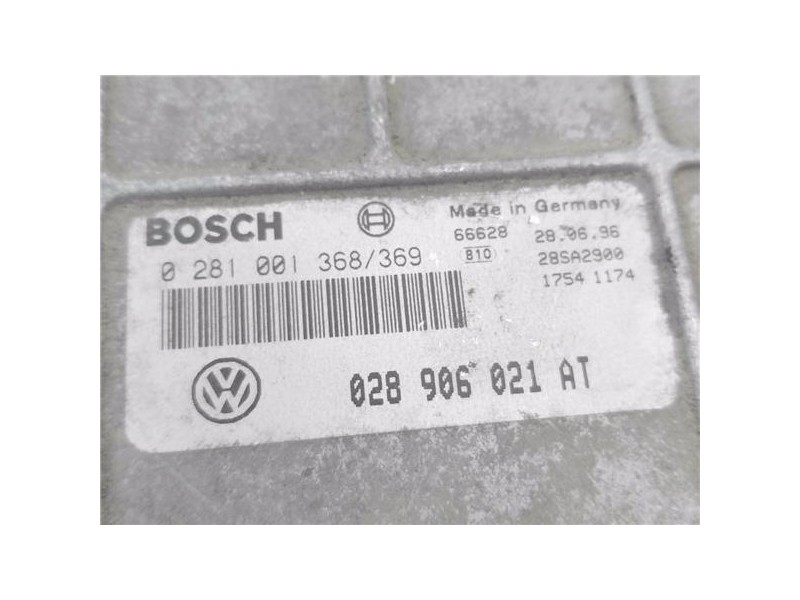 BOSCH
Made in Germany
66628 28.06.96
0 281 001 368/369
B10 28SA2900
1754 1174
VW
028 906 021 AT